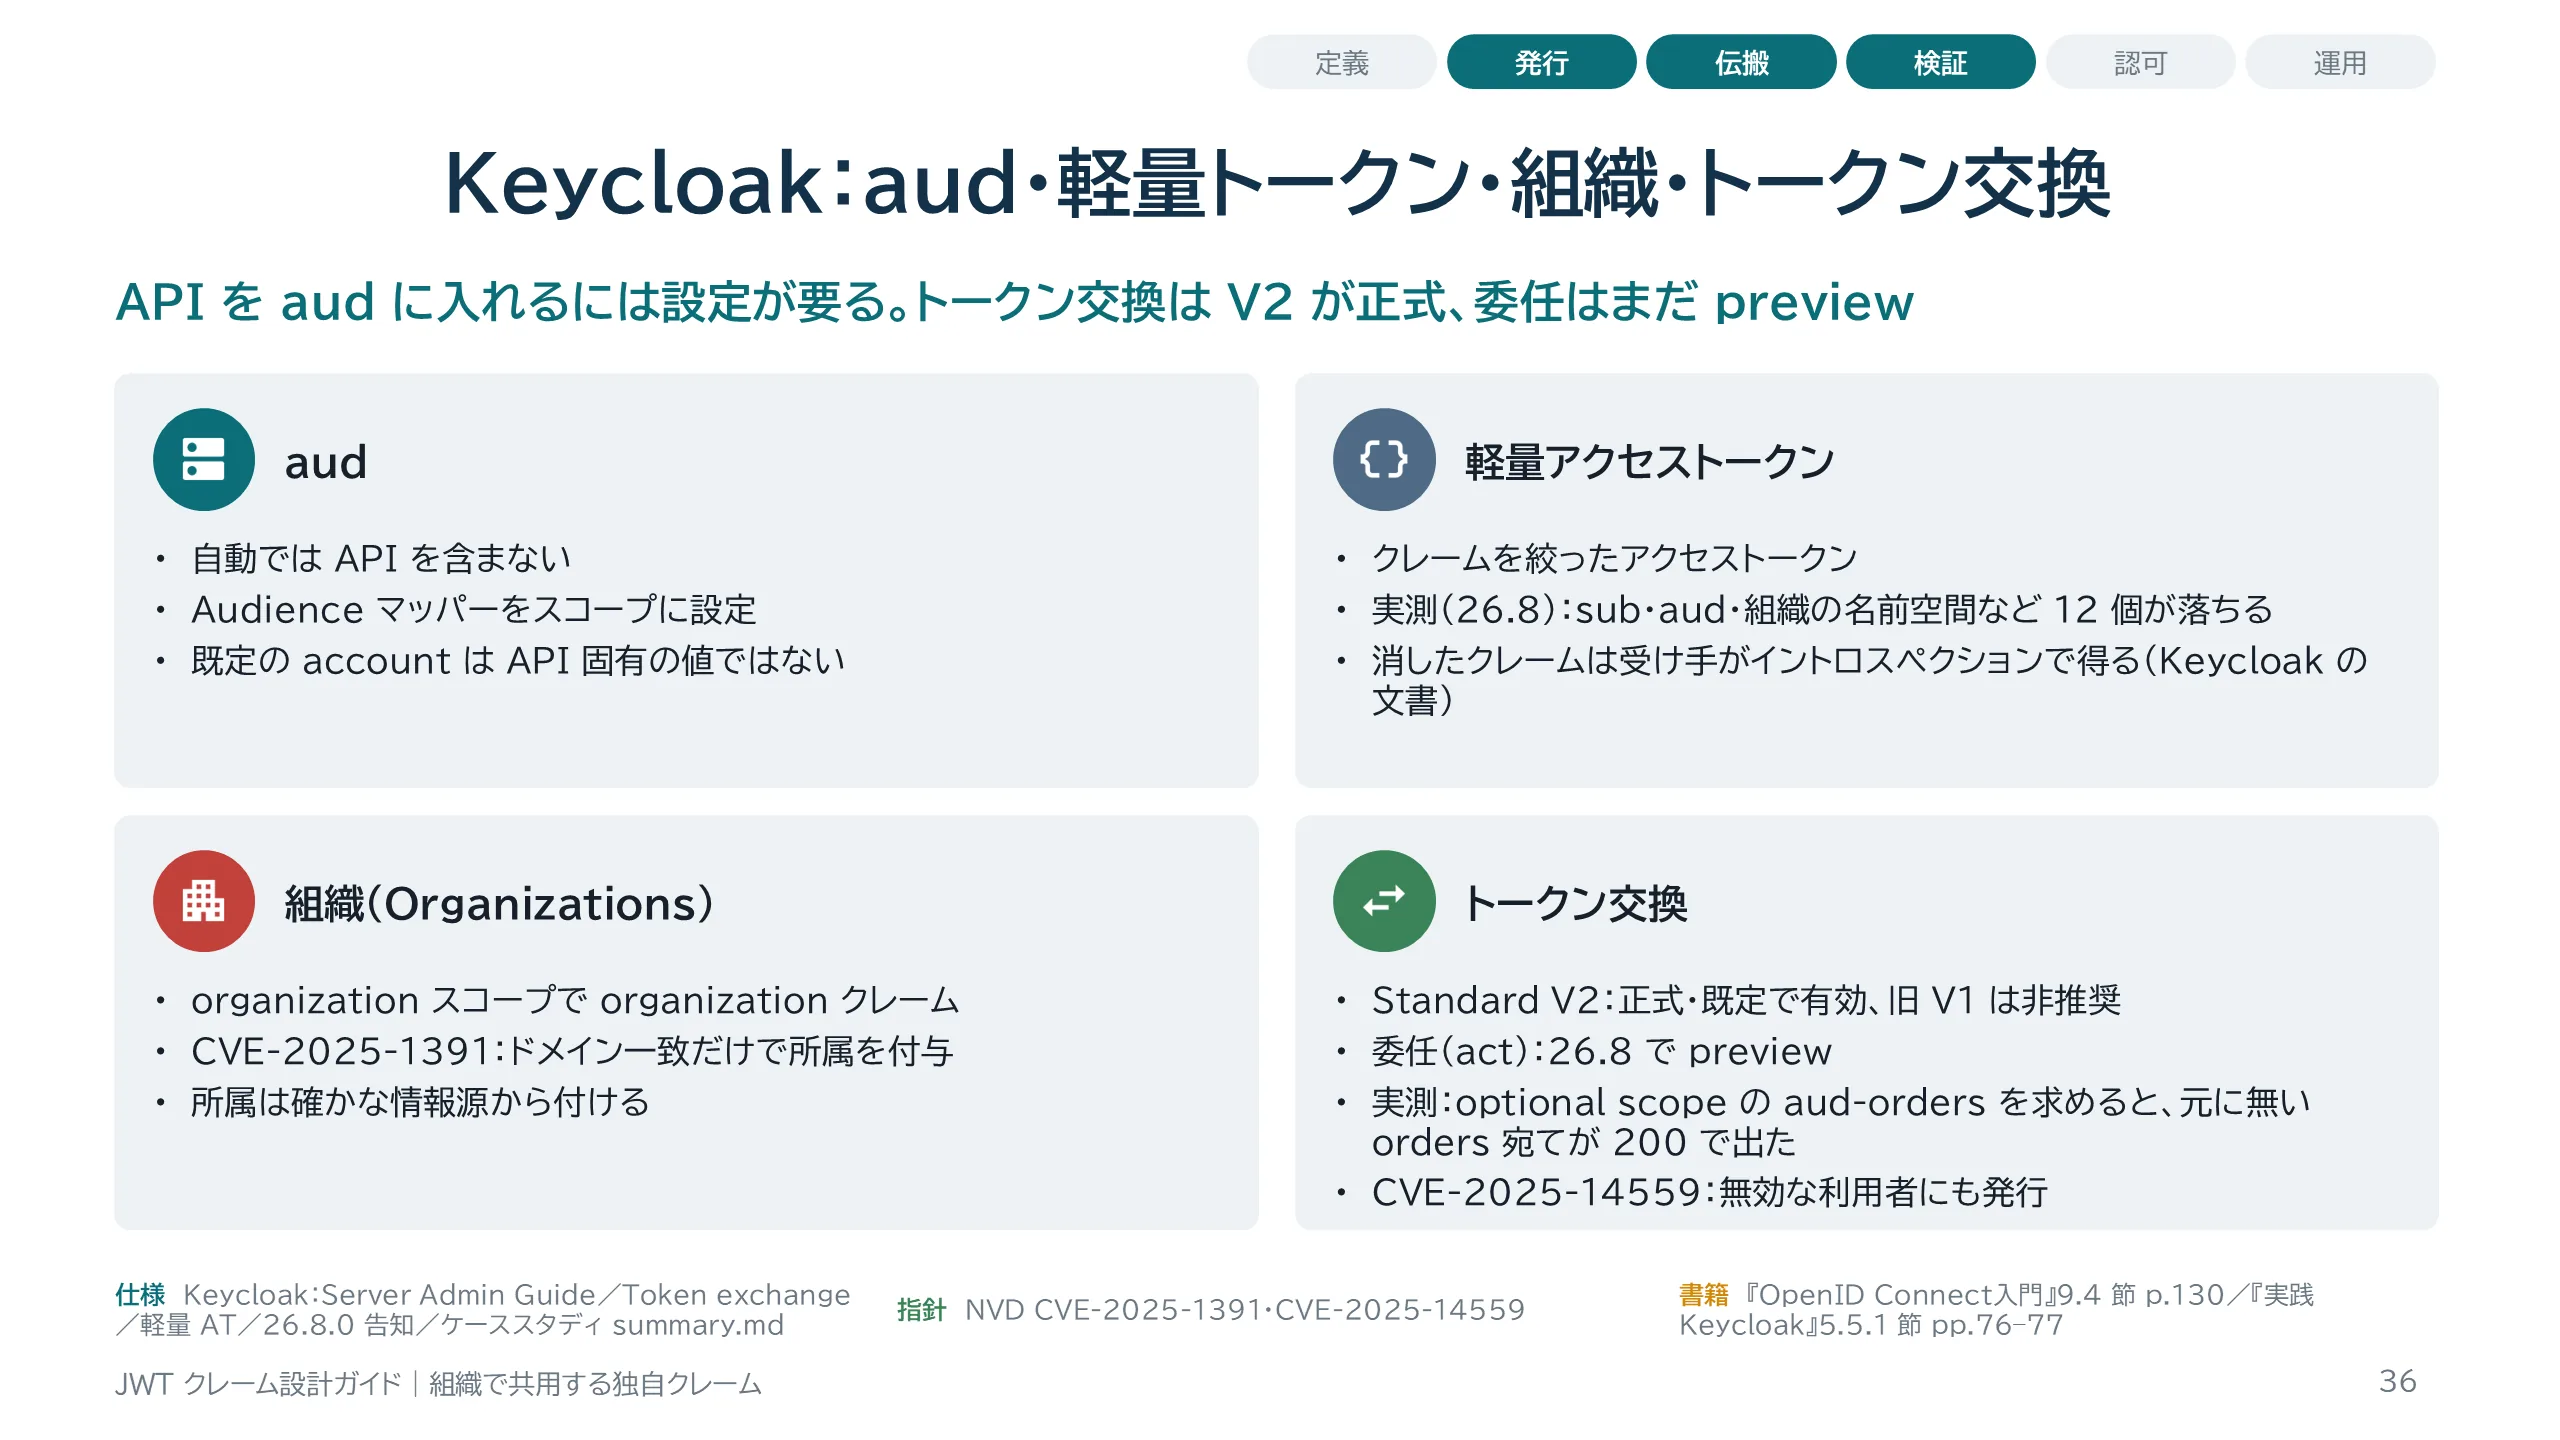 定義 発行 伝搬 検証 認可 運用
Keycloak：aud・軽量トークン・組織・トークン交換
API を aud に入れるには設定が要る。トークン交換は V2 が正式、委任はまだ preview
aud
・ 自動では API を含まない
・ Audience マッパーをスコープに設定
・ 既定の account は API 固有の値ではない
軽量アクセストークン
・ クレームを絞ったアクセストークン
・ 実測（26.8）：sub・aud・組織の名前空間など 12 個が落ちる
・ 消したクレームは受け手がイントロスペクションで得る（Keycloak の
文書）
組織（Organizations）
・ organization スコープで organization クレーム
・ CVE-2025-1391：ドメイン一致だけで所属を付与
・ 所属は確かな情報源から付ける
トークン交換
・ Standard V2：正式・既定で有効、旧 V1 は非推奨
・ 委任（act）：26.8 で preview
・ 実測：optional scope の aud-orders を求めると、元に無い
orders 宛てが 200 で出た
・ CVE-2025-14559：無効な利用者にも発行
仕様 Keycloak：Server Admin Guide／Token exchange
／軽量 AT／26.8.0 告知／ケーススタディ summary.md
指針 NVD CVE-2025-1391・CVE-2025-14559
書籍 『OpenID Connect入門』9.4 節 p.130／『実践
Keycloak』5.5.1 節 pp.76–77
JWT クレーム設計ガイド｜組織で共用する独自クレーム
36